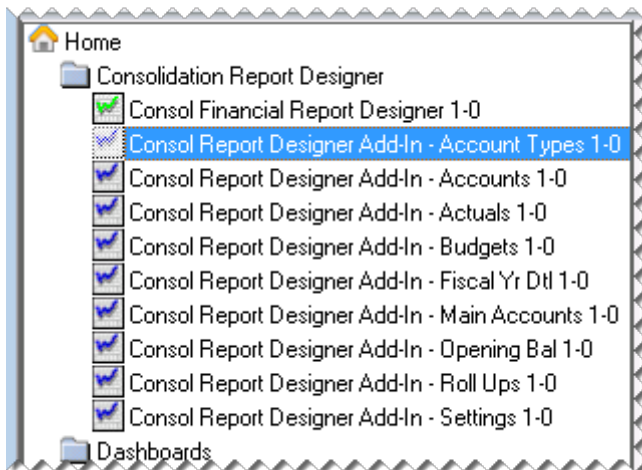 Home
Consolidation Report Designer
Consol Financial Report Designer 1-0
Consol Report Designer Add-In - Account Types 1-0
Consol Report Designer Add-In - Accounts 1-0
Consol Report Designer Add-In - Actuals 1-0
Consol Report Designer Add-In - Budgets 1-0
Consol Report Designer Add-In - Fiscal Yr Dtl 1-0
Consol Report Designer Add-In - Main Accounts 1-0
Consol Report Designer Add-In - Opening Bal 1-0
Consol Report Designer Add-In - Roll Ups 1-0
Consol Report Designer Add-In - Settings 1-0
Dashboards